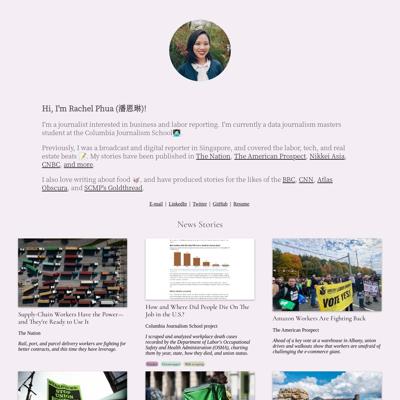 Hi, I'm Rachel Phua (潘恩琳)!
I'm a journalist interested in business and labor reporting. I'm currently a data journalism masters
student at the Columbia Journalism School
Previously, I was a broadcast and digital reporter in Singapore, and covered the labor, tech, and real
estate beats. My stories have been published in The Nation, The American Prospect, Nikkei Asia,
CNBC, and more.
I also love writing about food, and have produced stories for the likes of the BBC, CNN, Atlas
Obscura, and SCMP's Goldthread.
E-mail | LinkedIn | Twitter | GitHub | Resume
News Stories
Supply-Chain Workers Have the Power—
and They're Ready to Use It
The Nation
Rail, port, and parcel delivery workers are fighting for
better contracts, and this time they have leverage.
How and Where Did People Die On The
Job in the U.S.?
Columbia Journalism School project
I scraped and analyzed workplace death cases
recorded by the Department of Labor's Occupational
Safety and Health Administration (OSHA), charting
them by year, state, how they died, and union status.
Amazon Workers Are Fighting Back
The American Prospect
Ahead of a key vote at a warehouse in Albany, union
drives and walkouts show that workers are unafraid of
challenging the e-commerce giant.
VOTE YES!